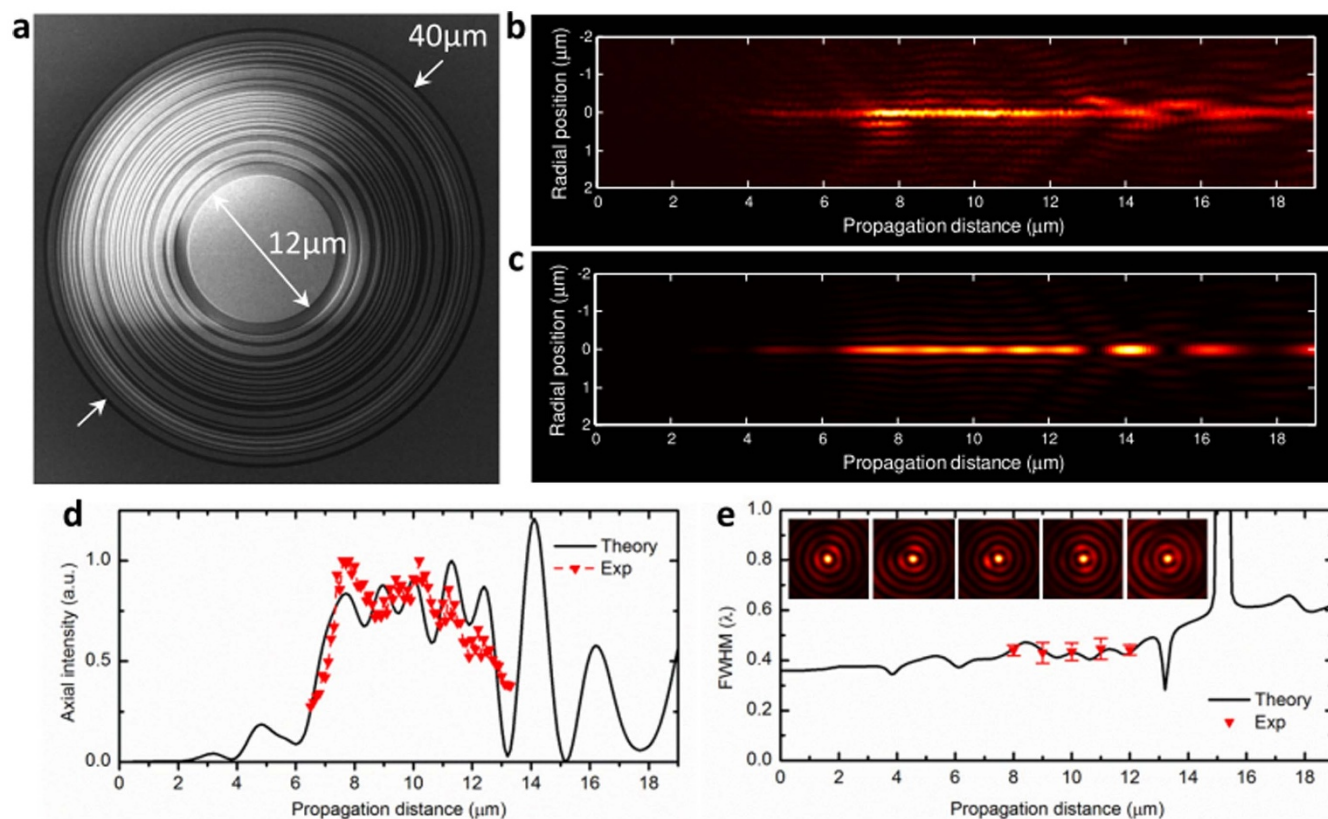 a
40μm
12μm
b
Radial position (μm)
-2
-1
0
1
2
0 2 4 6 8 10 12 14 16 18
Propagation distance (μm)
c
Radial position (μm)
-2
-1
0
1
2
0 2 4 6 8 10 12 14 16 18
Propagation distance (μm)
d
Axial intensity (a.u.)
1.0
0.5
0.0
Theory
Exp
0 2 4 6 8 10 12 14 16 18
Propagation distance (μm)
e
FWHM (λ)
1.0
0.8
0.6
0.4
0.2
0.0
Theory
Exp
0 2 4 6 8 10 12 14 16 18
Propagation distance (μm)